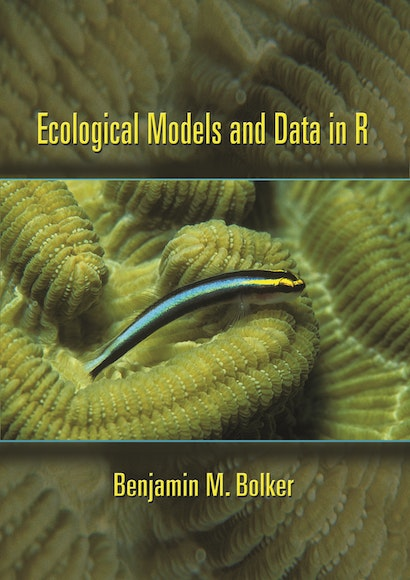 Ecological Models and Data in R
Benjamin M. Bolker